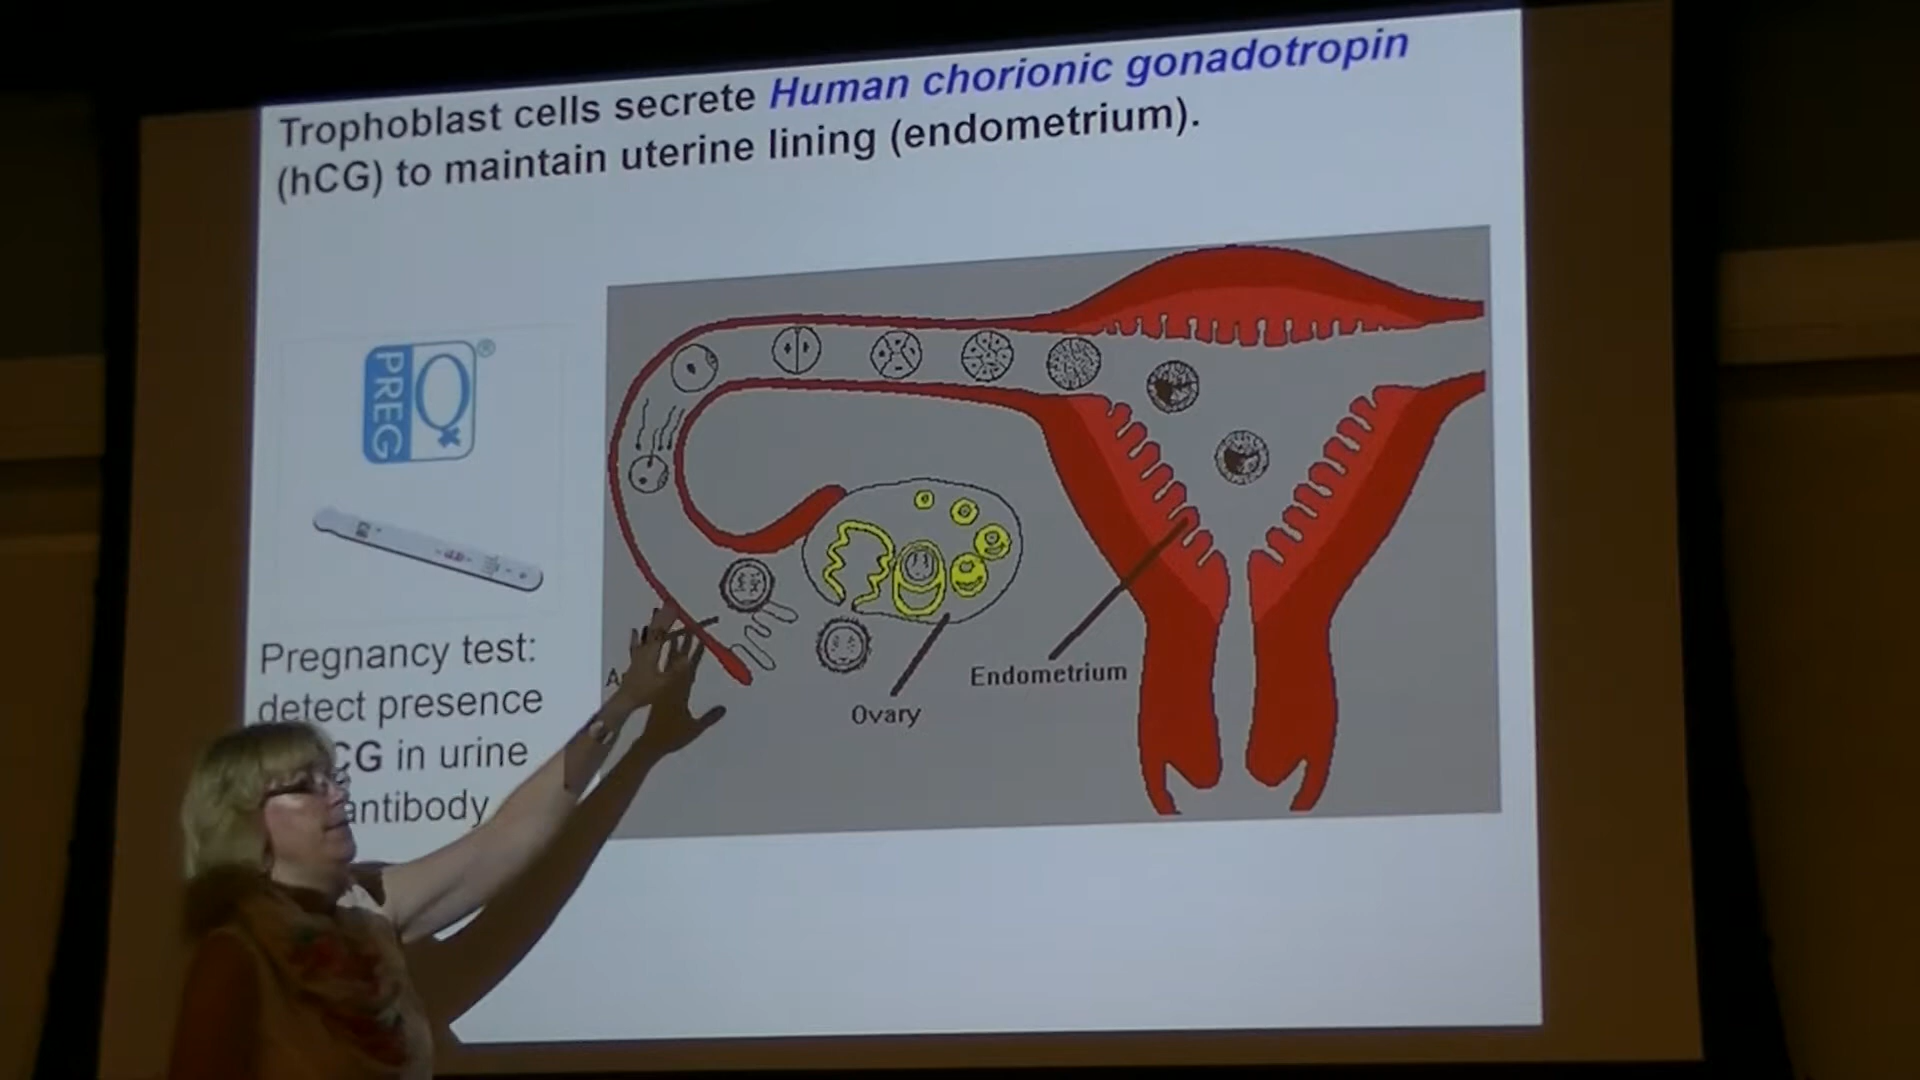 Trophoblast cells secrete Human chorionic gonadotropin
(hCG) to maintain uterine lining (endometrium).
PREG
®
Pregnancy test:
detect presence
CG in urine
antibody
Endometrium
Ovary